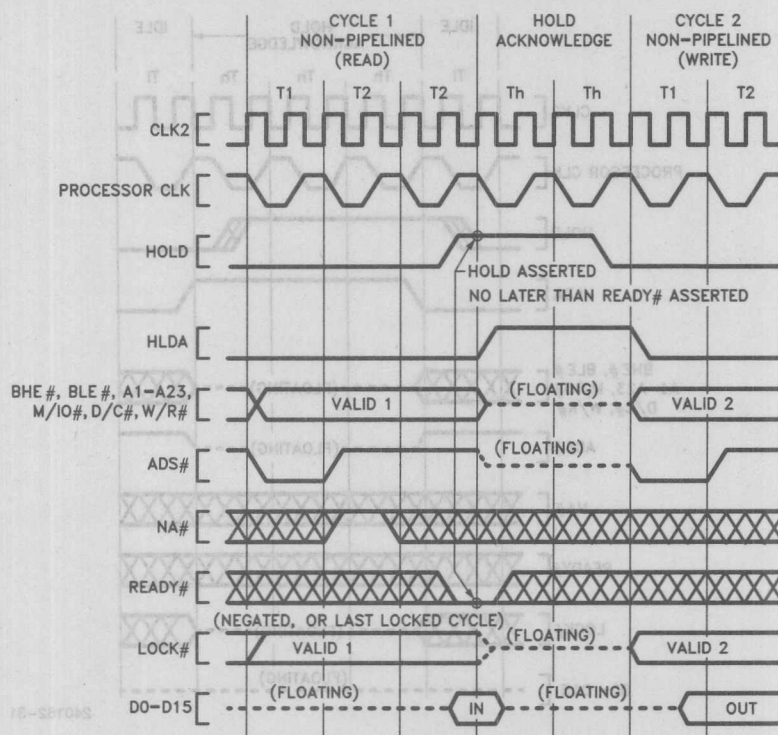 CYCLE 1 HOLD CYCLE 2
NON-PIPELINED ACKNOWLEDGE NON-PIPELINED
(READ) (WRITE)
T1 T2 T2 Th Th T1 T2
CLK2
PROCESSOR CLK
HOLD
HOLD ASSERTED
NO LATER THAN READY# ASSERTED
HLDA
BHE#, BLE#, A1-A23,
M/IO#, D/C#, W/R#
VALID 1 (FLOATING) VALID 2
ADS# (FLOATING)
NA#
READY#
(NEGATED, OR LAST LOCKED CYCLE)
LOCK# VALID 1 (FLOATING) VALID 2
D0-D15 (FLOATING) IN (FLOATING) OUT
240182-31